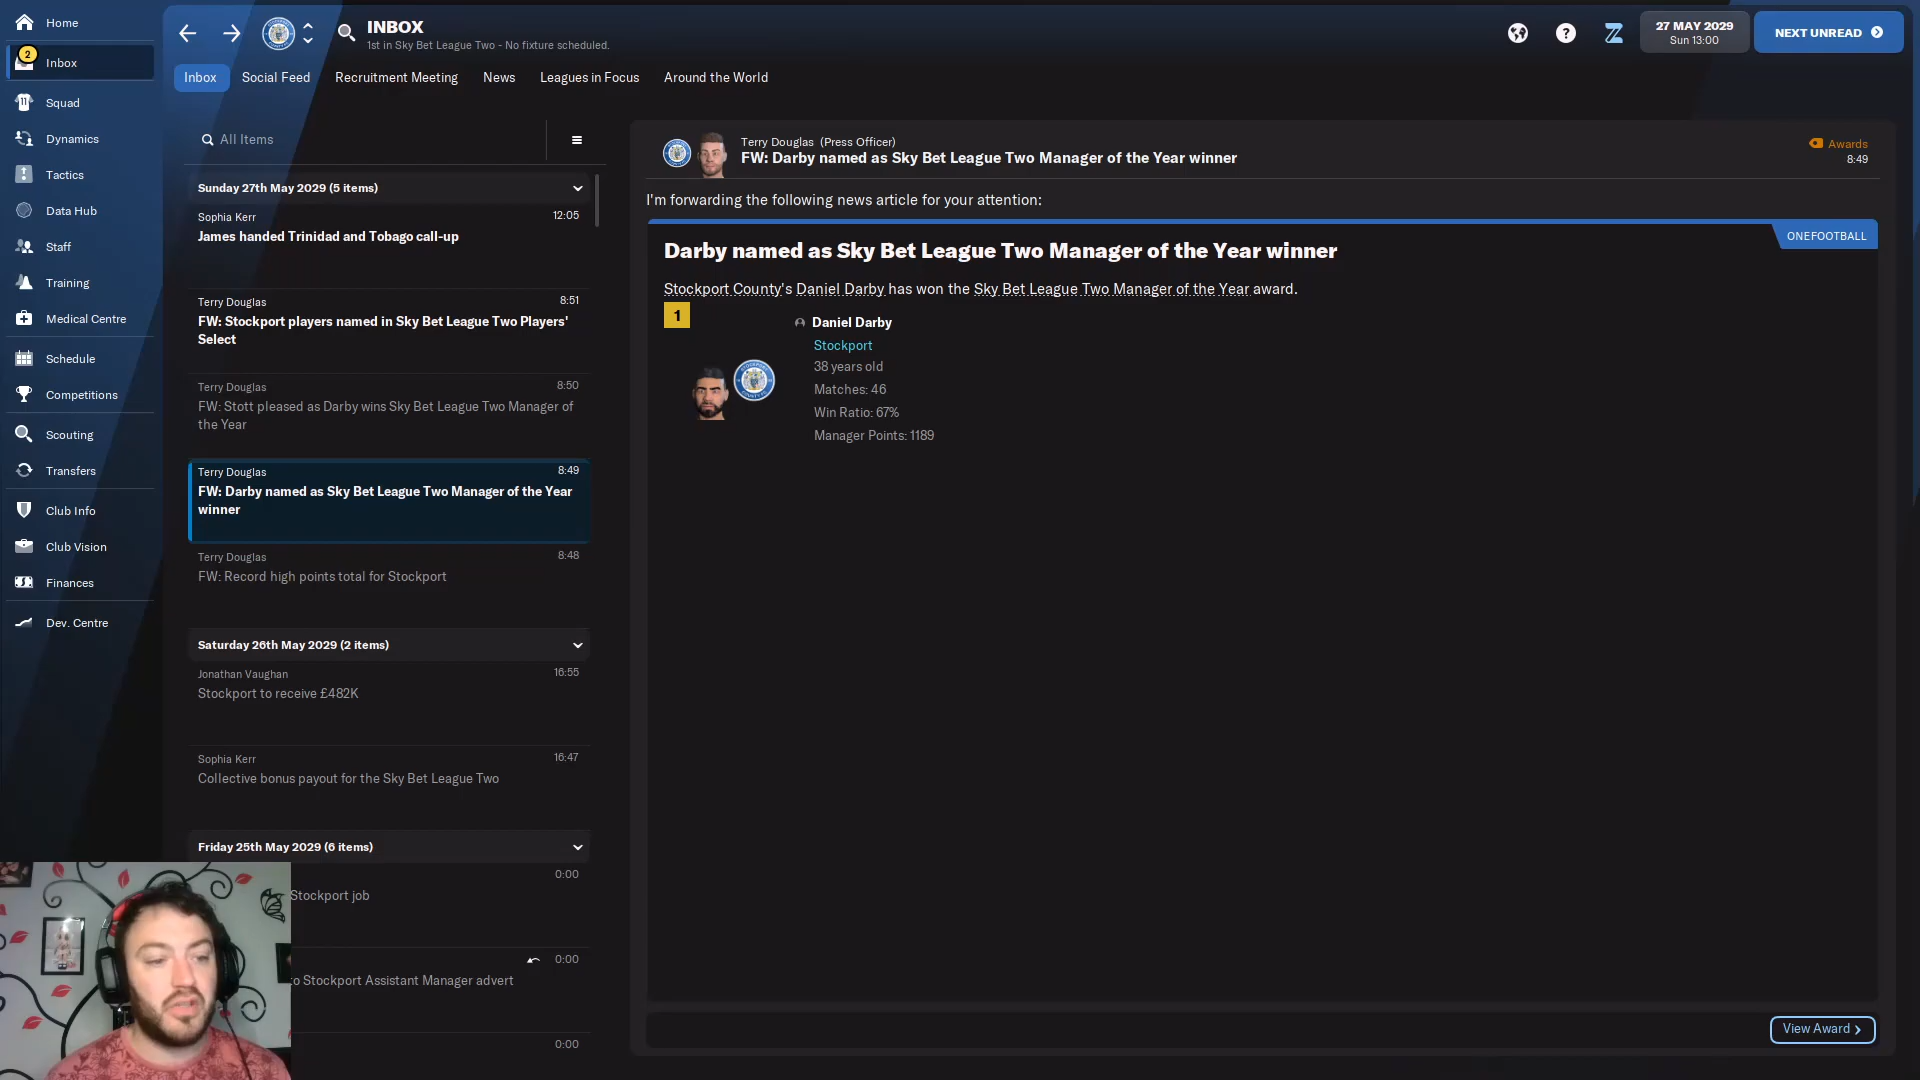 Home
2
Inbox
Squad
Dynamics
Tactics
Data Hub
Staff
Training
Medical Centre
Schedule
Competitions
Scouting
Transfers
Club Info
Club Vision
Finances
Dev. Centre
INBOX
1st in Sky Bet League Two - No fixture scheduled.
?
27 MAY 2029
Sun 13:00
NEXT UNREAD
Inbox Social Feed Recruitment Meeting News Leagues in Focus Around the World
All Items
Sunday 27th May 2029 (5 items)
Sophia Kerr 12:05
James handed Trinidad and Tobago call-up
Terry Douglas 8:51
FW: Stockport players named in Sky Bet League Two Players'
Select
Terry Douglas 8:50
FW: Stott pleased as Darby wins Sky Bet League Two Manager of
the Year
Terry Douglas 8:49
FW: Darby named as Sky Bet League Two Manager of the Year
winner
Terry Douglas 8:48
FW: Record high points total for Stockport
Saturday 26th May 2029 (2 items)
Jonathan Vaughan 16:55
Stockport to receive £482K
Sophia Kerr 16:47
Collective bonus payout for the Sky Bet League Two
Friday 25th May 2029 (6 items)
0:00
Stockport job
0:00
o Stockport Assistant Manager advert
0:00
Terry Douglas (Press Officer)
FW: Darby named as Sky Bet League Two Manager of the Year winner
Awards
8:49
I'm forwarding the following news article for your attention:
ONEFOOTBALL
Darby named as Sky Bet League Two Manager of the Year winner
Stockport County's Daniel Darby has won the Sky Bet League Two Manager of the Year award.
1
Daniel Darby
Stockport
38 years old
Matches: 46
Win Ratio: 67%
Manager Points: 1189
View Award